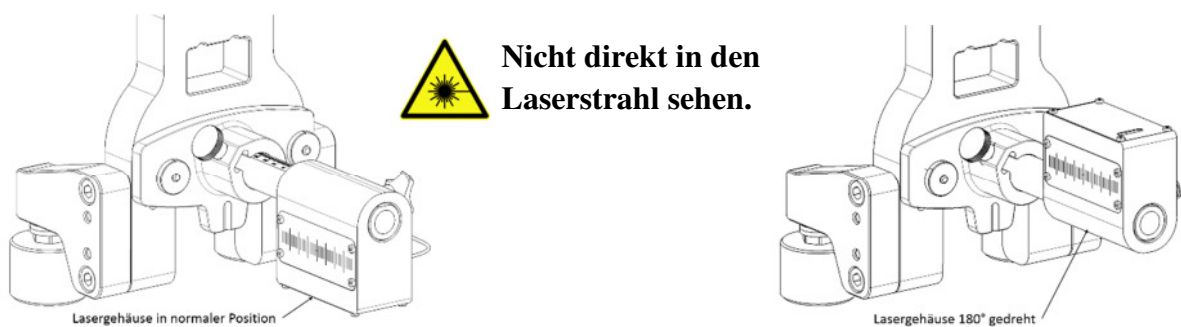 Nicht direkt in den
Laserstrahl sehen.
Lasergehäuse in normaler Position
Lasergehäuse 180° gedreht